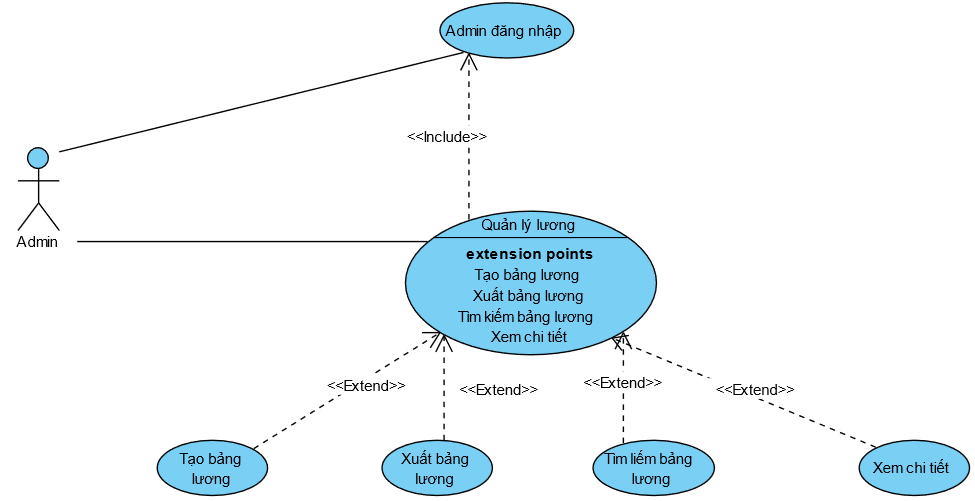 Admin đăng nhập
<<Include>>
Admin
Quản lý lương
extension points
Tạo bảng lương
Xuất bảng lương
Tìm kiếm bảng lương
Xem chi tiết
<<Extend>>
<<Extend>>
<<Extend>>
<<Extend>>
Tạo bảng
lương
Xuất bảng
lương
Tìm liếm bảng
lương
Xem chi tiết